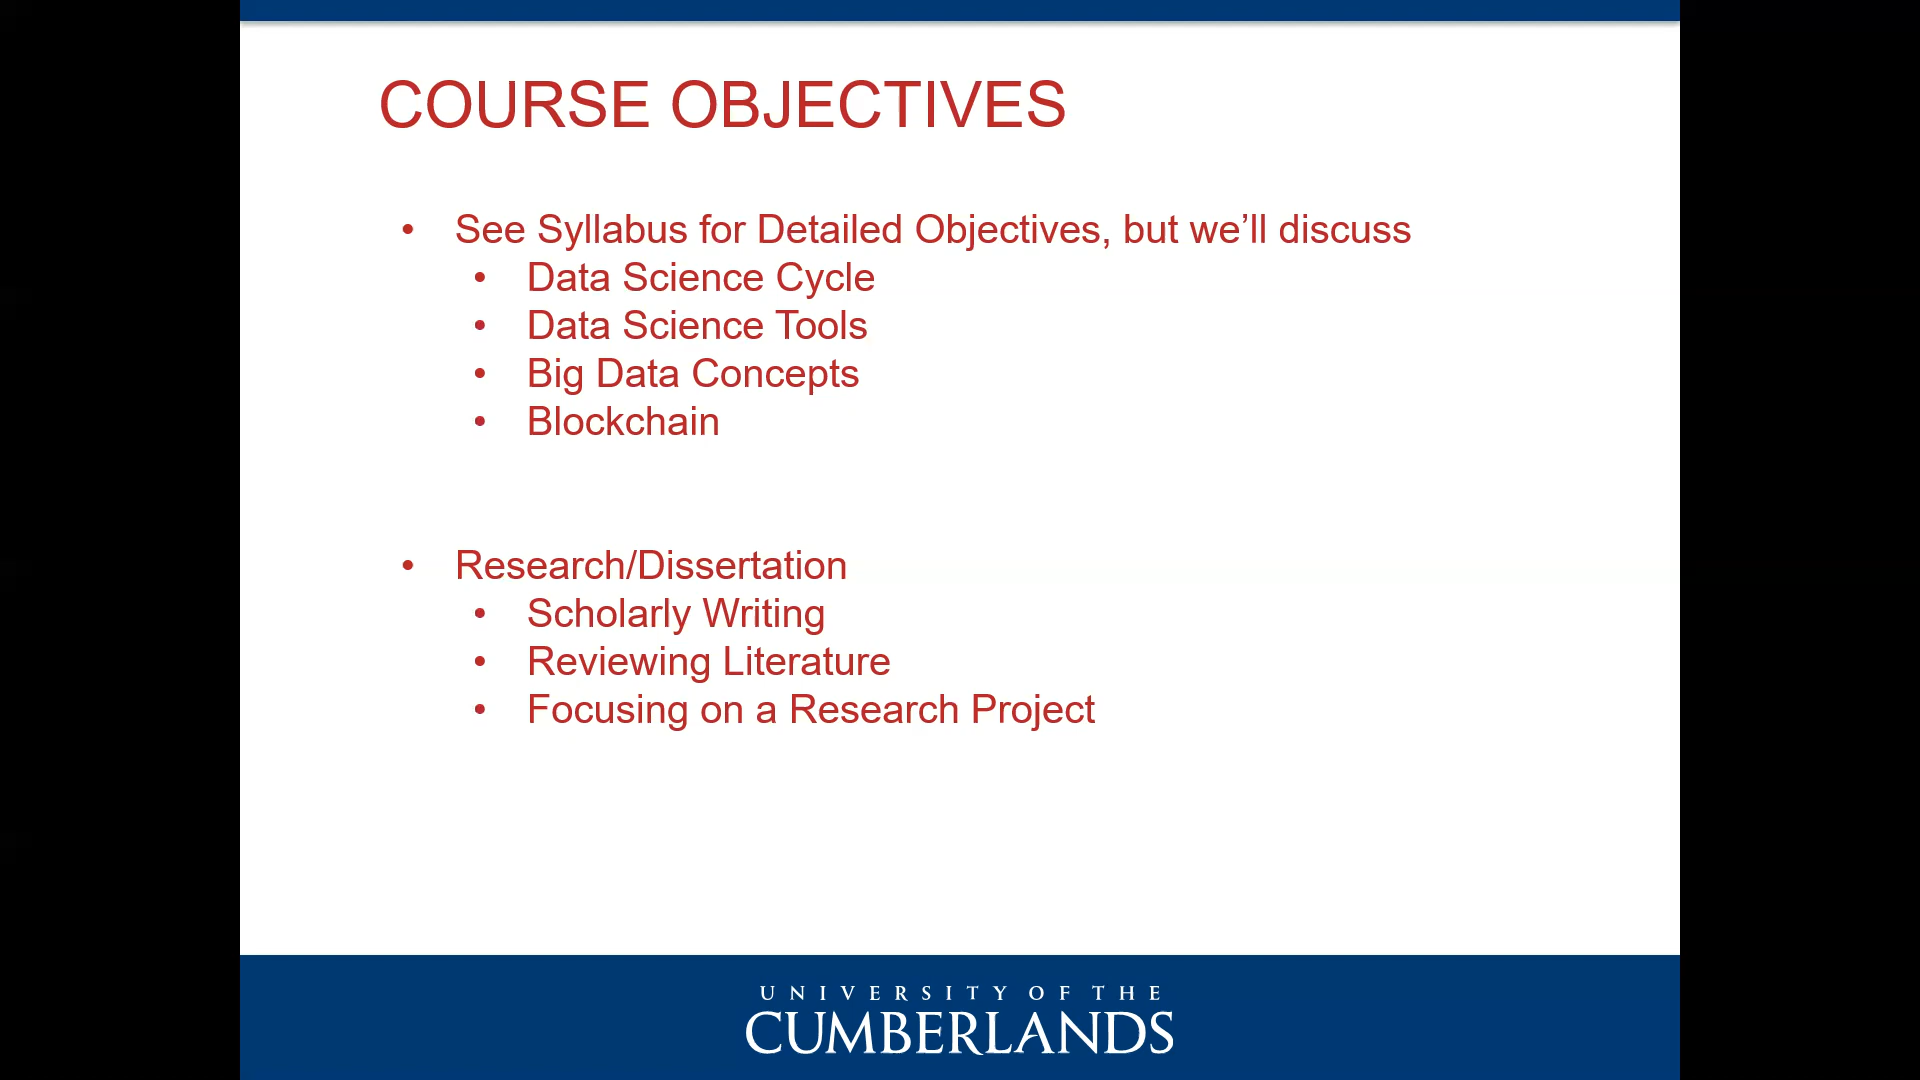 COURSE OBJECTIVES
• See Syllabus for Detailed Objectives, but we’ll discuss
• Data Science Cycle
• Data Science Tools
• Big Data Concepts
• Blockchain
• Research/Dissertation
• Scholarly Writing
• Reviewing Literature
• Focusing on a Research Project
UNIVERSITY OF THE
CUMBERLANDS